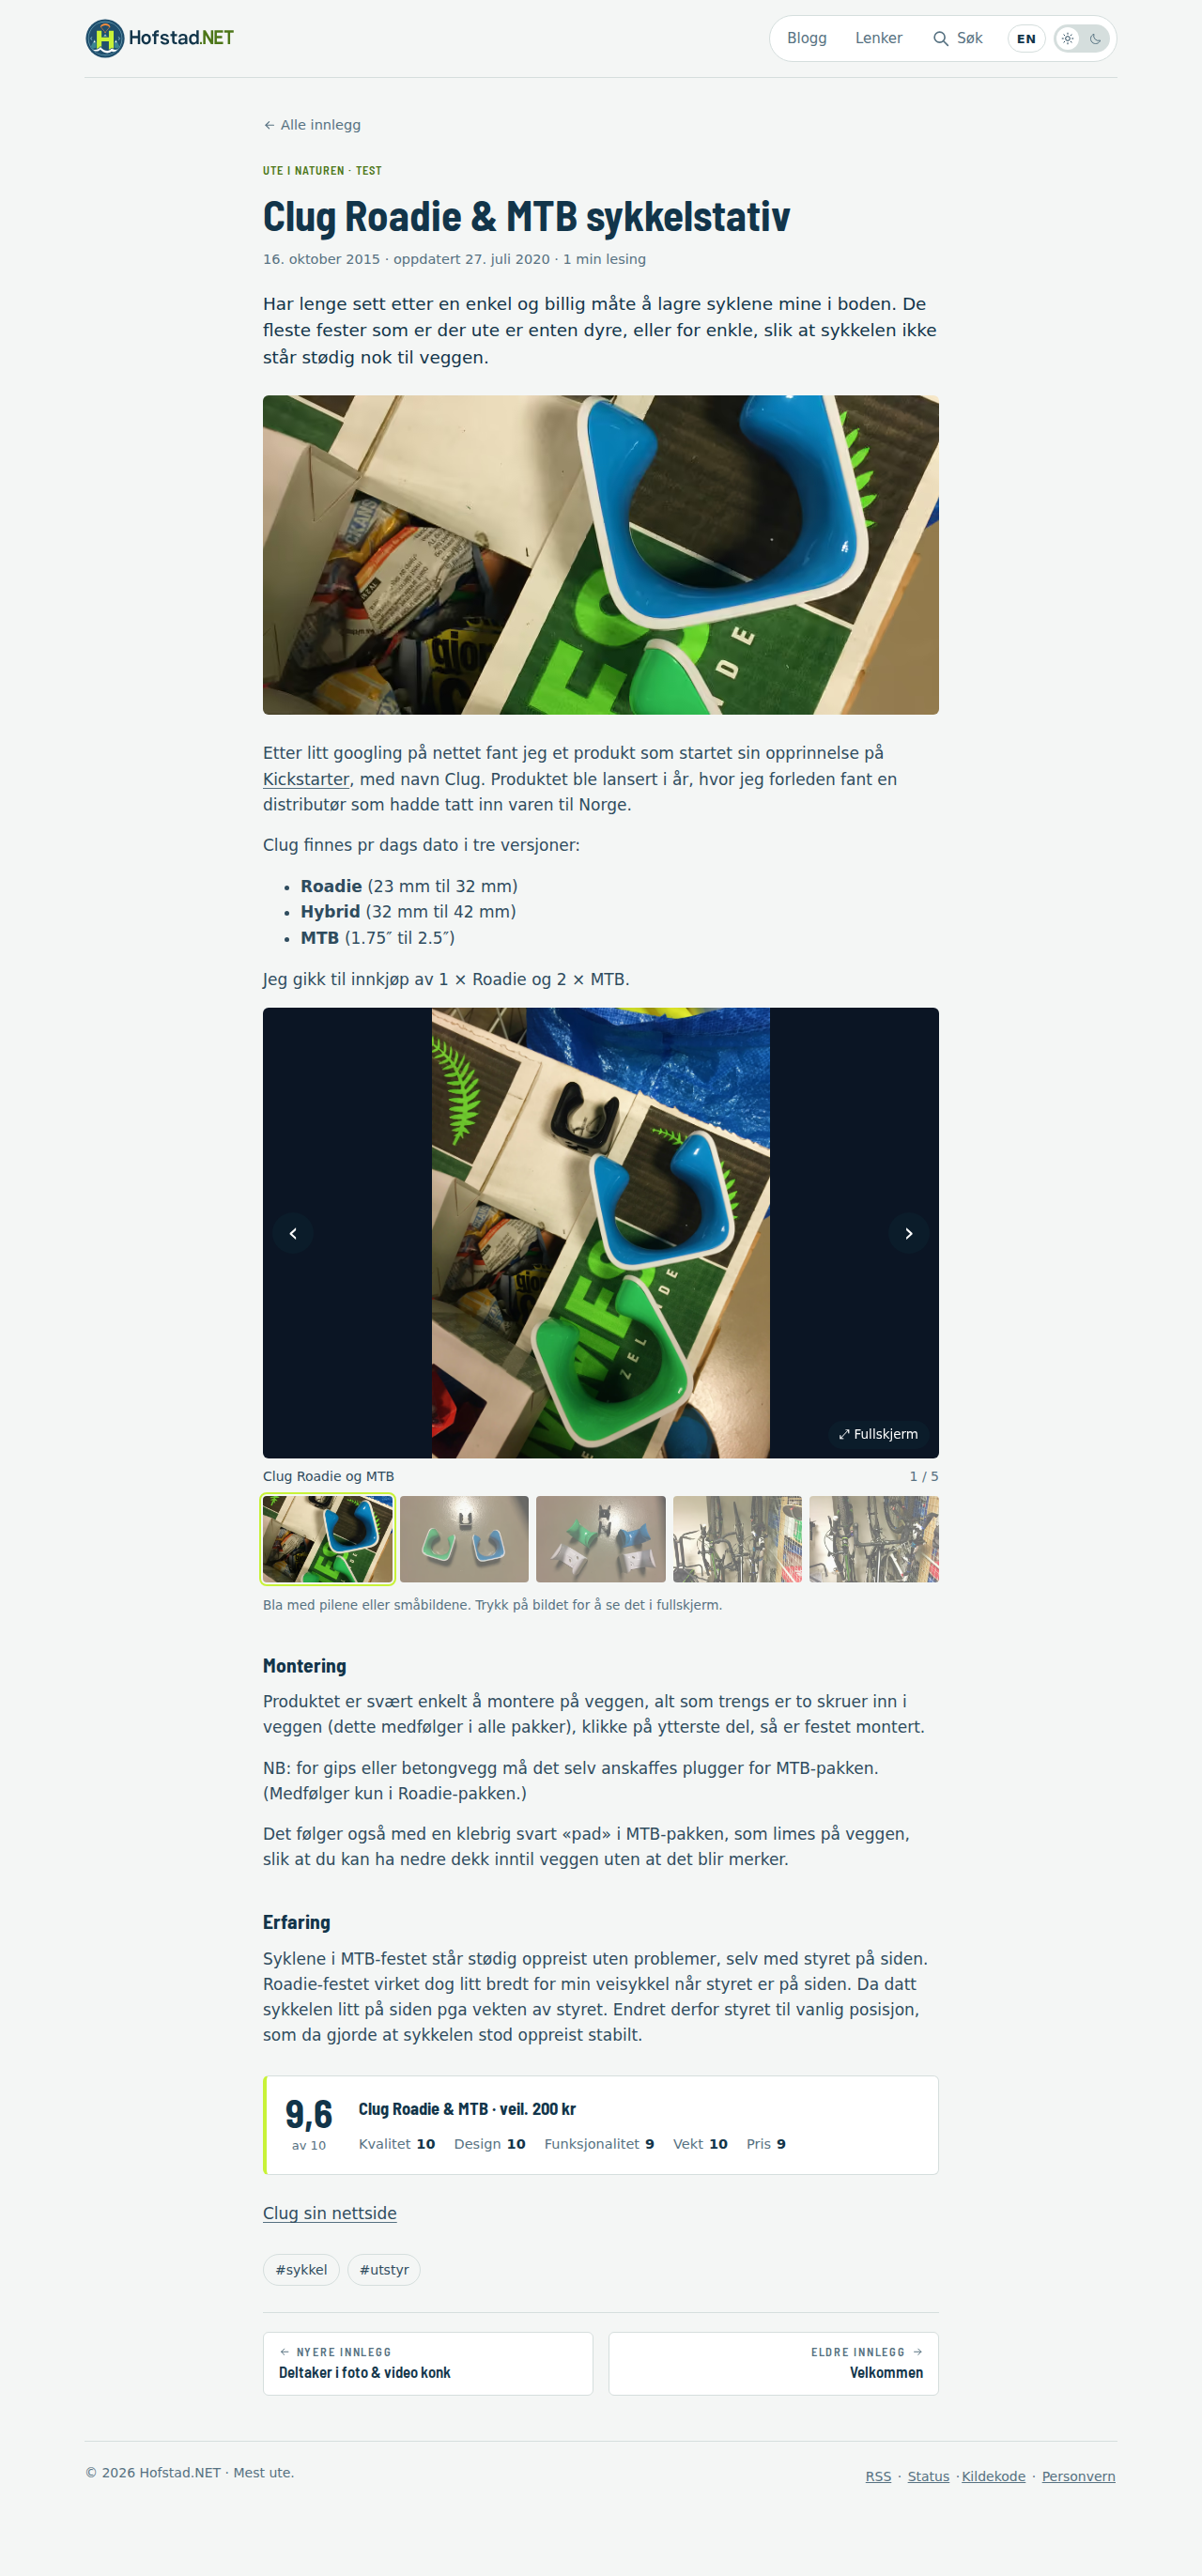 Hofstad.NET
Blogg Lenker Søk EN
← Alle innlegg
UTE I NATUREN · TEST
Clug Roadie & MTB sykkelstativ
16. oktober 2015 · oppdatert 27. juli 2020 · 1 min lesing
Har lenge sett etter en enkel og billig måte å lagre syklene mine i boden. De
fleste fester som er der ute er enten dyre, eller for enkle, slik at sykkelen ikke
står stødig nok til veggen.
Etter litt googling på nettet fant jeg et produkt som startet sin opprinnelse på
Kickstarter, med navn Clug. Produktet ble lansert i år, hvor jeg forleden fant en
distributør som hadde tatt inn varen til Norge.
Clug finnes pr dags dato i tre versjoner:
• Roadie (23 mm til 32 mm)
• Hybrid (32 mm til 42 mm)
• MTB (1.75″ til 2.5″)
Jeg gikk til innkjøp av 1 × Roadie og 2 × MTB.
‹ ›
⤢ Fullskjerm
Clug Roadie og MTB 1 / 5
Bla med pilene eller småbildene. Trykk på bildet for å se det i fullskjerm.
Montering
Produktet er svært enkelt å montere på veggen, alt som trengs er to skruer inn i
veggen (dette medfølger i alle pakker), klikke på ytterste del, så er festet montert.
NB: for gips eller betongvegg må det selv anskaffes plugger for MTB-pakken.
(Medfølger kun i Roadie-pakken.)
Det følger også med en klebrig svart «pad» i MTB-pakken, som limes på veggen,
slik at du kan ha nedre dekk inntil veggen uten at det blir merker.
Erfaring
Syklene i MTB-festet står stødig oppreist uten problemer, selv med styret på siden.
Roadie-festet virket dog litt bredt for min veisykkel når styret er på siden. Da datt
sykkelen litt på siden pga vekten av styret. Endret derfor styret til vanlig posisjon,
som da gjorde at sykkelen stod oppreist stabilt.
9,6
av 10
Clug Roadie & MTB · veil. 200 kr
Kvalitet 10 Design 10 Funksjonalitet 9 Vekt 10 Pris 9
Clug sin nettside
#sykkel #utstyr
← NYERE INNLEGG
Deltaker i foto & video konk
ELDRE INNLEGG →
Velkommen
© 2026 Hofstad.NET · Mest ute.
RSS · Status · Kildekode · Personvern